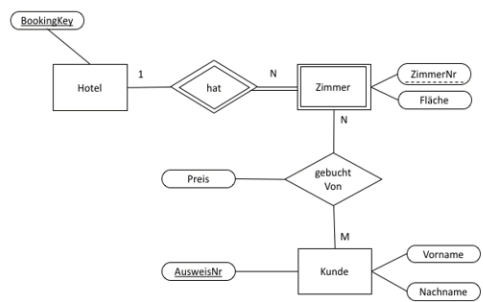 BookingKey
Hotel
1
hat
N
Zimmer
ZimmerNr
Fläche
N
Preis
gebucht
Von
M
AusweisNr
Kunde
Vorname
Nachname